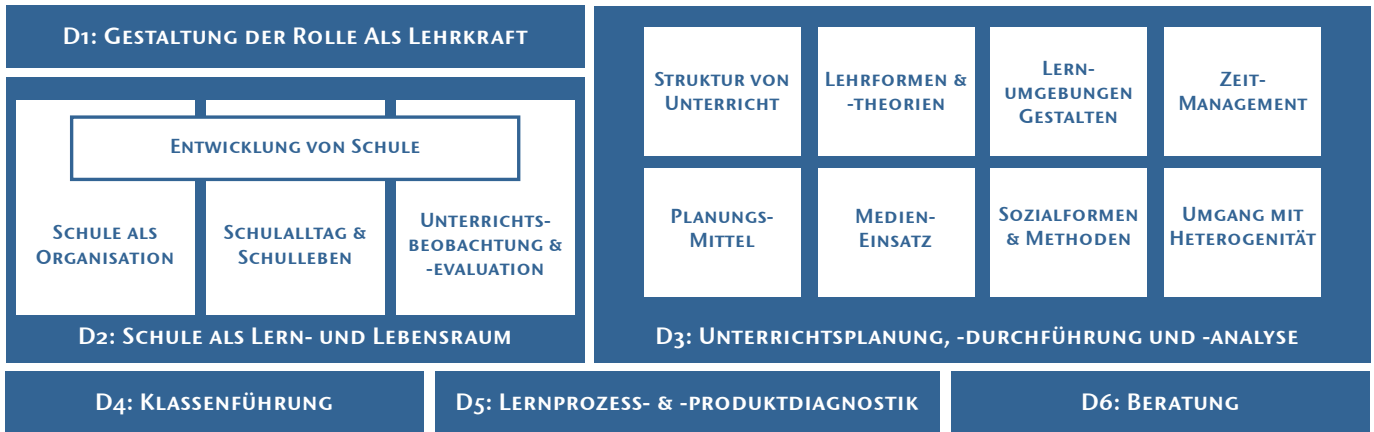 D1: Gestaltung der Rolle Als Lehrkraft
Entwicklung von Schule
Schule als
Organisation
Schulalltag &
Schulleben
Unterrichts-
beobachtung &
-evaluation
D2: Schule als Lern- und Lebensraum
Struktur von
Unterricht
Lehrformen &
-theorien
Lern-
umgebungen
Gestalten
Zeit-
Management
Planungs-
Mittel
Medien-
Einsatz
Sozialformen
& Methoden
Umgang mit
Heterogenität
D3: Unterrichtsplanung, -durchführung und -analyse
D4: Klassenführung
D5: Lernprozess- & -produktdiagnostik
D6: Beratung